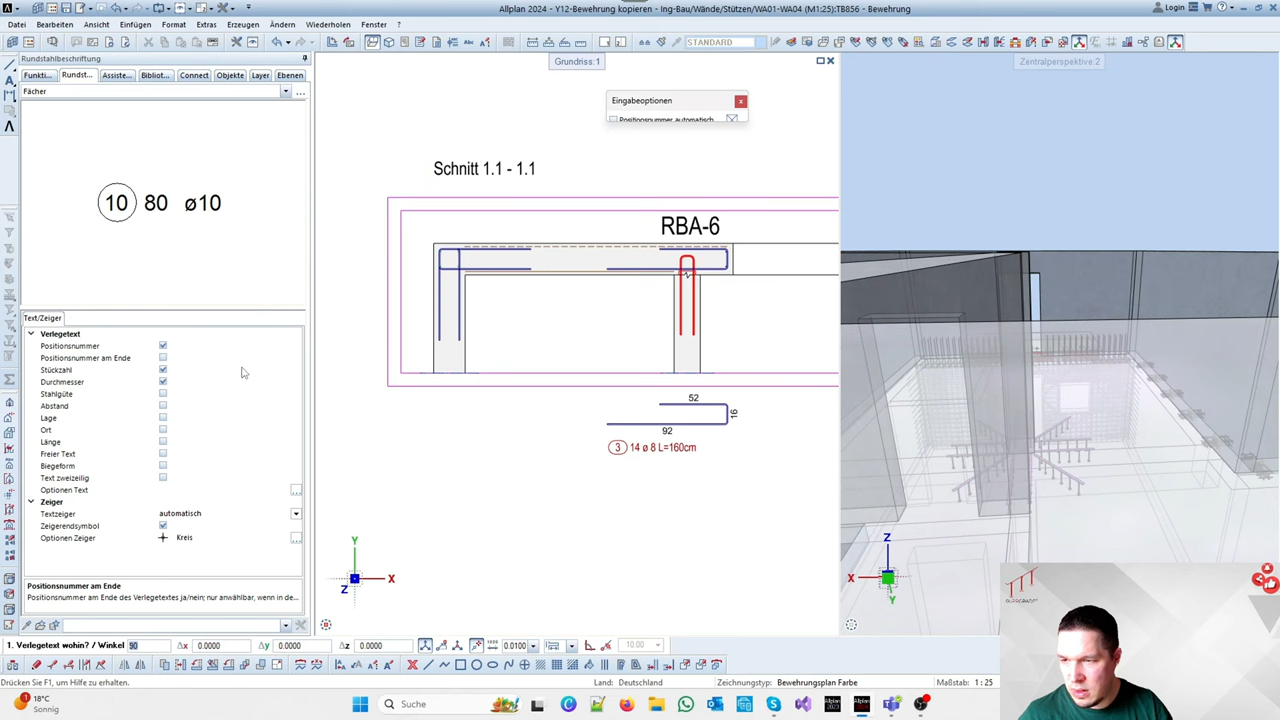 Allplan 2024 - Y12-Bewehrung kopieren - Ing-Bau/Wände/Stützen/WA01-WA04 (M1:25):TB856 - Bewehrung
Login
Datei Bearbeiten Ansicht Einfügen Format Extras Erzeugen Ändern Wiederholen Fenster ?
STANDARD
Rundstahlbeschriftung
Funkti... Rundst... Assiste... Bibliot... Connect Objekte Layer Ebenen
Fächer
10 80 ø10
Text/Zeiger
Verlegetext
Positionsnummer
Positionsnummer am Ende
Stückzahl
Durchmesser
Stahlgüte
Abstand
Lage
Ort
Länge
Freier Text
Biegeform
Text zweizeilig
Optionen Text
Zeiger
Textzeiger automatisch
Zeigerendsymbol
Optionen Zeiger Kreis
Positionsnummer am Ende
Positionsnummer am Ende des Verlegetextes ja/nein; nur anwählbar, wenn in de...
Grundriss:1
Eingabeoptionen
Positionsnummer automatisch
Schnitt 1.1 - 1.1
RBA-6
52
16
92
3 14 ø 8 L=160cm
Y
X
Z
Zentralperspektive:2
Z
X
Y
1. Verlegetext wohin? / Winkel 90 Δx 0.0000 Δy 0.0000 Δz 0.0000 0.0100 10.00
Drücken Sie F1, um Hilfe zu erhalten.
Land: Deutschland Zeichnungstyp: Bewehrungsplan Farbe Maßstab: 1 : 25
18°C
Sonnig
Suche